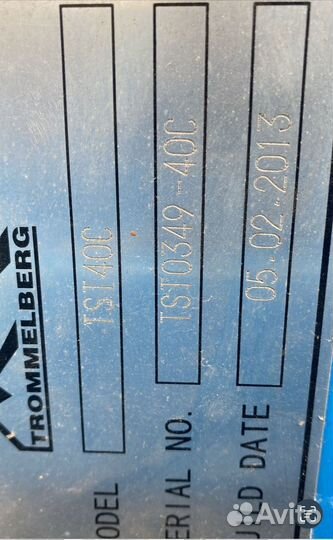 TROMMELBERG
ODEL TST40C
ERIAL NO. TST0349-40C
D DATE 05.02.2013
Avito